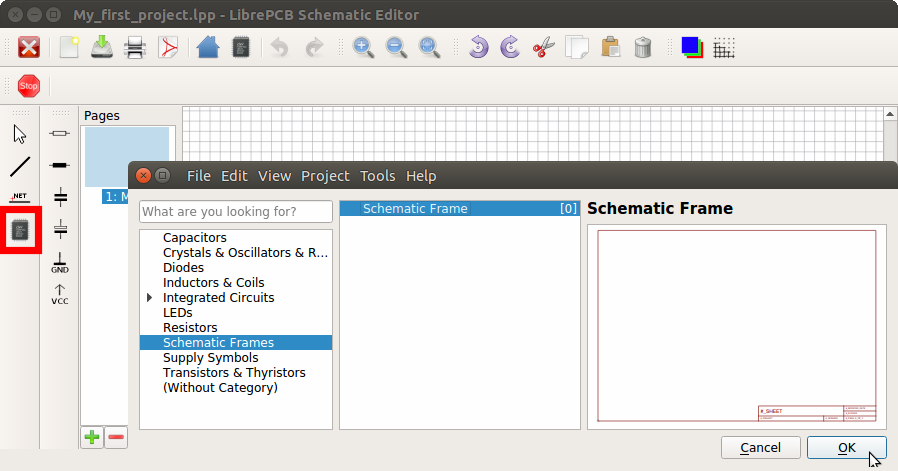 My_first_project.lpp - LibrePCB Schematic Editor
Stop
Pages
.NET
1: M
GND
VCC
File Edit View Project Tools Help
What are you looking for?
Capacitors
Crystals & Oscillators & R...
Diodes
Inductors & Coils
Integrated Circuits
LEDs
Resistors
Schematic Frames
Supply Symbols
Transistors & Thyristors
(Without Category)
Schematic Frame [0]
Schematic Frame
#_SHEET
Cancel
OK